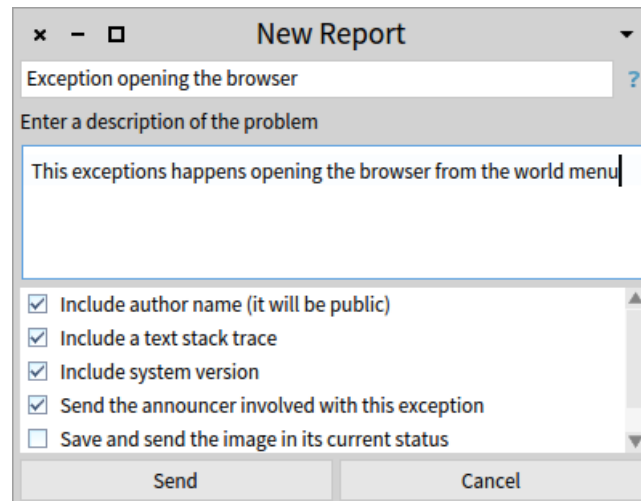 New Report
Exception opening the browser
?
Enter a description of the problem
This exceptions happens opening the browser from the world menu
Include author name (it will be public)
Include a text stack trace
Include system version
Send the announcer involved with this exception
Save and send the image in its current status
Send
Cancel